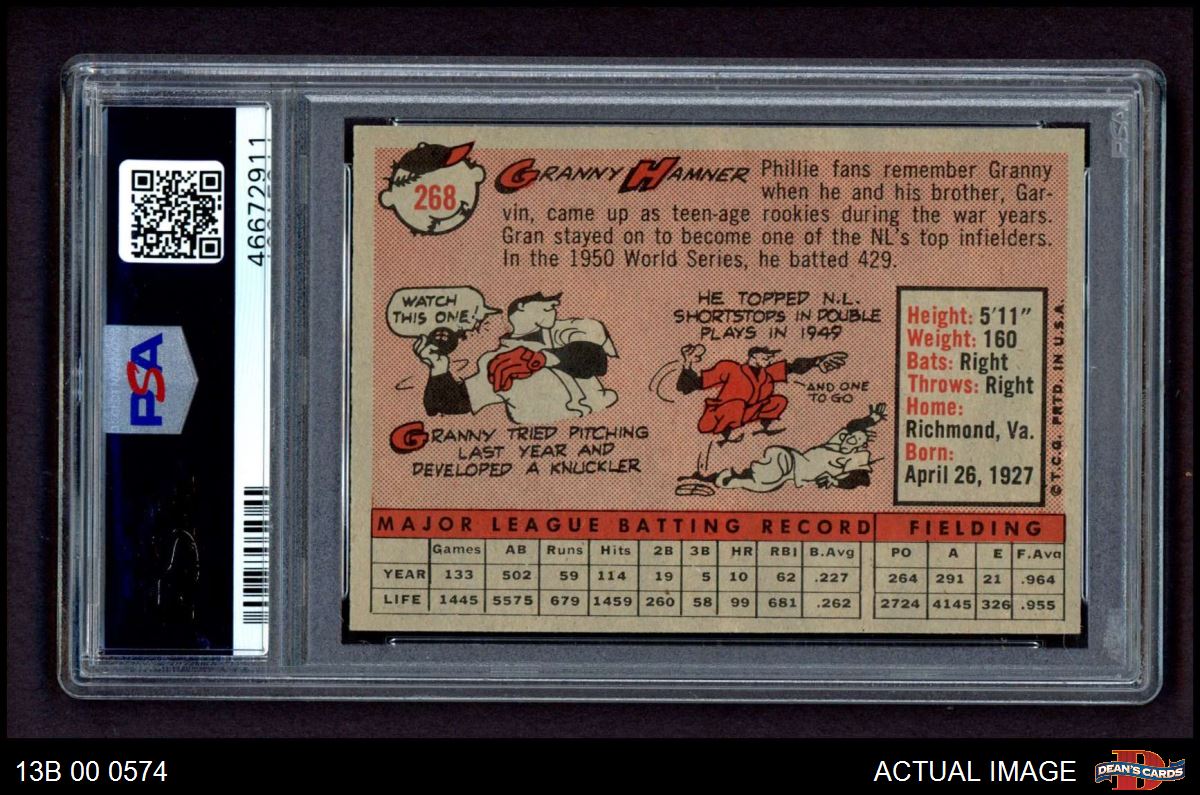 46672911
PSA
PSA
268
GRANNY HAMNER
Phillie fans remember Granny
when he and his brother, Gar-
vin, came up as teen-age rookies during the war years.
Gran stayed on to become one of the NL's top infielders.
In the 1950 World Series, he batted 429.
WATCH
THIS ONE!
GRANNY TRIED PITCHING
LAST YEAR AND
DEVELOPED A KNUCKLER
HE TOPPED N.L.
SHORTSTOPS IN DOUBLE
PLAYS IN 1949
AND ONE
TO GO
Height: 5'11"
Weight: 160
Bats: Right
Throws: Right
Home:
Richmond, Va.
Born:
April 26, 1927
© T.C.G. PRTD. IN U.S.A.
MAJOR LEAGUE BATTING RECORD FIELDING
Games AB Runs Hits 2B 3B HR RBI B.Avg PO A E F.Avg
YEAR 133 502 59 114 19 5 10 62 .227 264 291 21 .964
LIFE 1445 5575 679 1459 260 58 99 681 .262 2724 4145 326 .955
13B 00 0574
ACTUAL IMAGE
DEAN'S CARDS